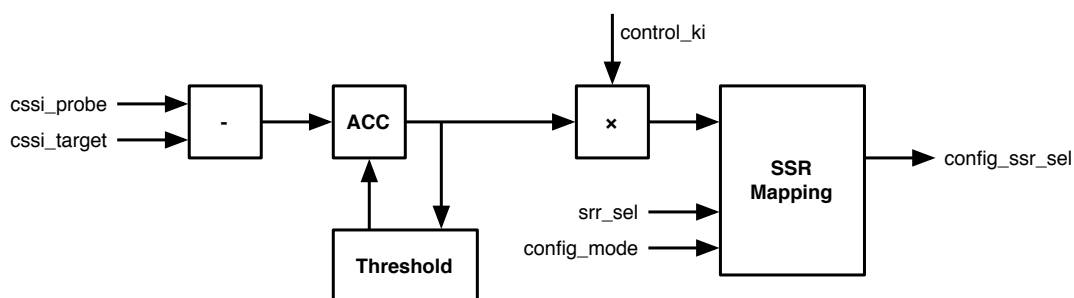 control_ki
cssi_probe
cssi_target
-
ACC
×
SSR
Mapping
config_ssr_sel
srr_sel
config_mode
Threshold